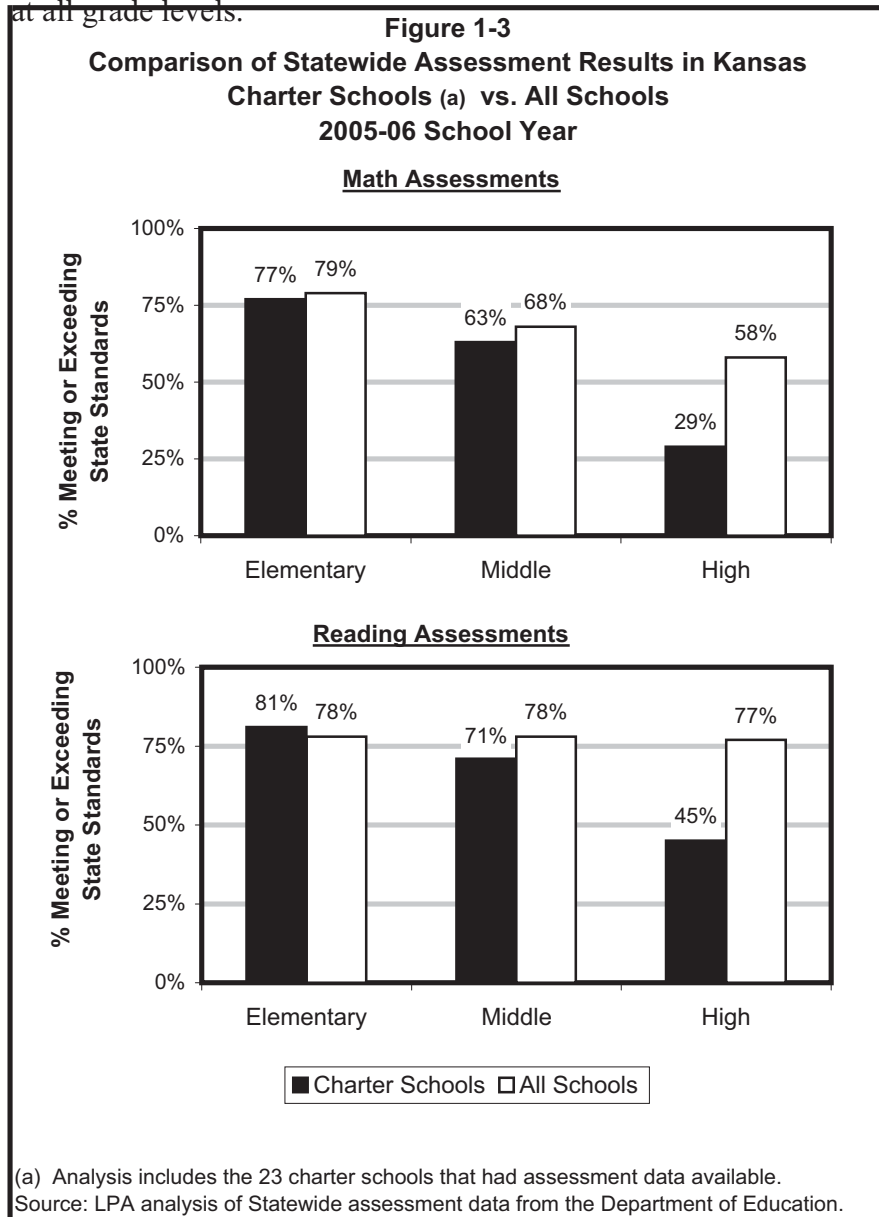 at all grade levels.
Figure 1-3
Comparison of Statewide Assessment Results in Kansas
Charter Schools (a) vs. All Schools
2005-06 School Year
Math Assessments
% Meeting or Exceeding
State Standards
100%
75%
50%
25%
0%
77%
79%
63%
68%
29%
58%
Elementary
Middle
High
Reading Assessments
% Meeting or Exceeding
State Standards
100%
75%
50%
25%
0%
81%
78%
71%
78%
45%
77%
Elementary
Middle
High
Charter Schools
All Schools
(a) Analysis includes the 23 charter schools that had assessment data available.
Source: LPA analysis of Statewide assessment data from the Department of Education.